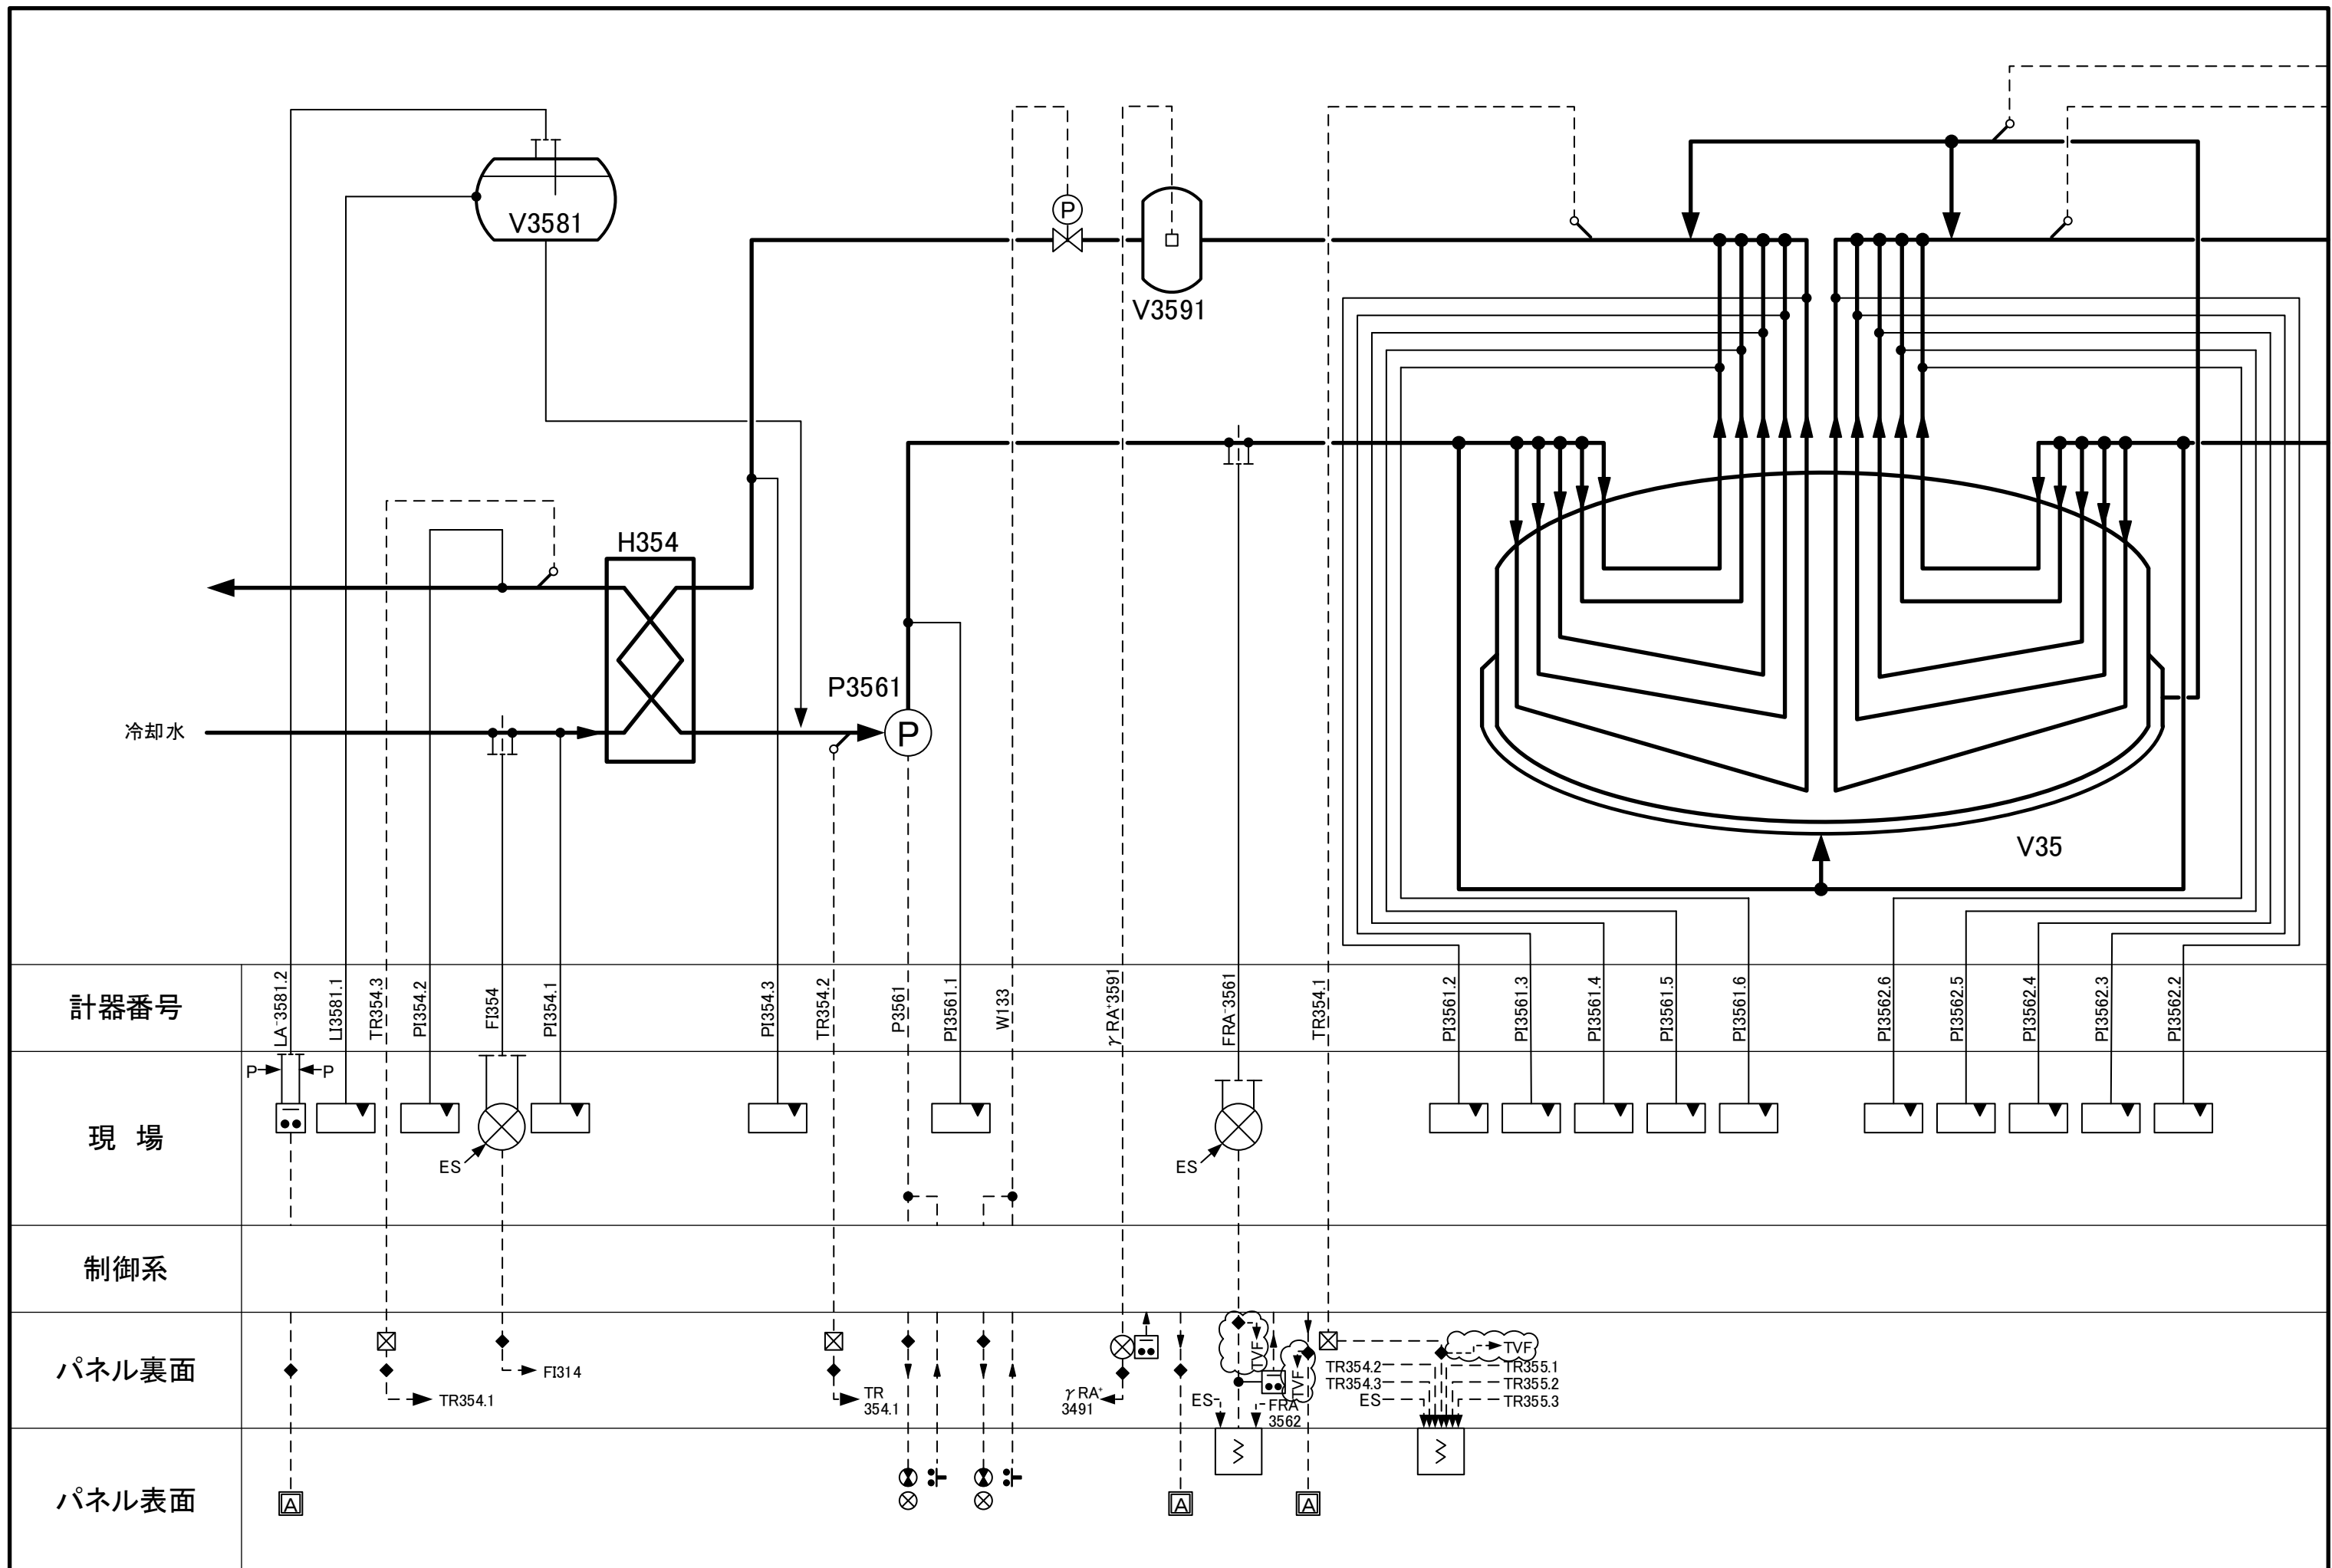 V3581
V3591
H354
P
P3561
P
冷却水
V35
計器番号
LA⁻3581.2
LI3581.1
TR354.3
PI354.2
FI354
PI354.1
PI354.3
TR354.2
P3561
PI3561.1
W133
γRA⁺3591
FRA⁻3561
TR354.1
PI3561.2
PI3561.3
PI3561.4
PI3561.5
PI3561.6
PI3562.6
PI3562.5
PI3562.4
PI3562.3
PI3562.2
現 場
P
P
ES
ES
制御系
パネル裏面
TR354.1
FI314
TR
354.1
γRA⁺
3491
TVF
TVF
ES
FRA
3562
TVF
TR354.2
TR354.3
ES
TR355.1
TR355.2
TR355.3
パネル表面
A
A
A